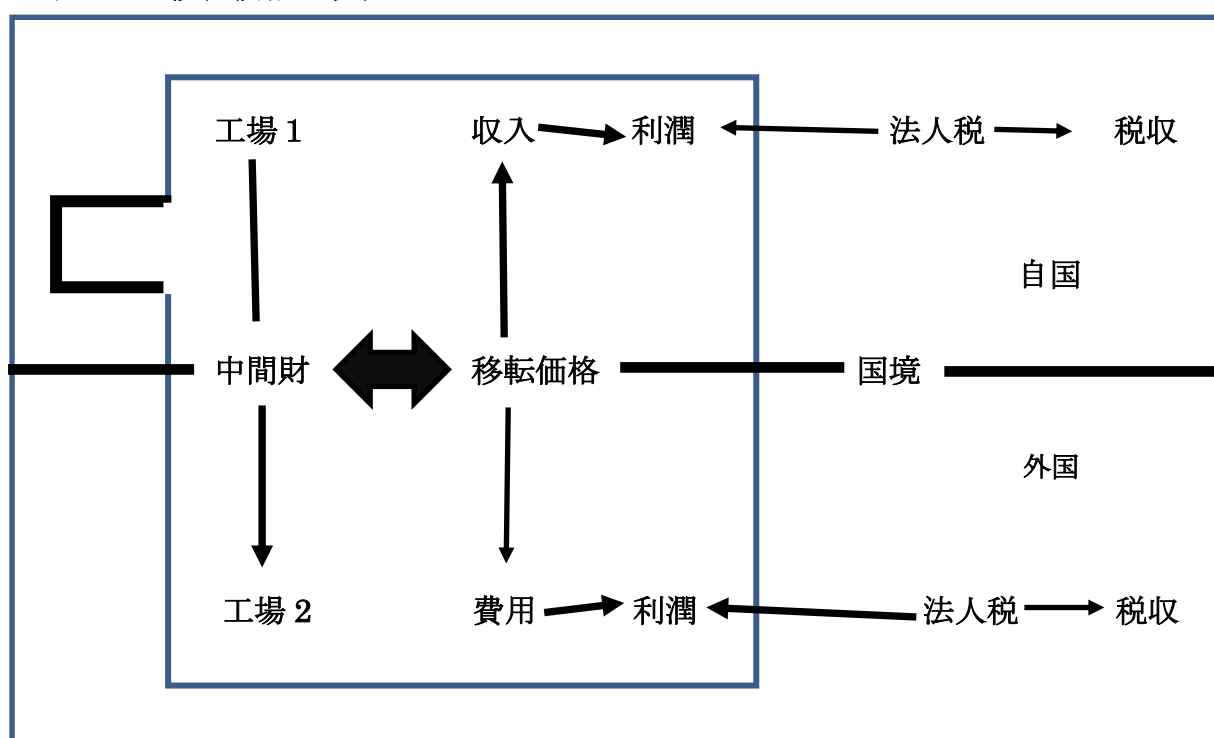 工場1 収入 利潤 法人税 税収
自国
中間財 移転価格 国境
外国
工場2 費用 利潤 法人税 税収